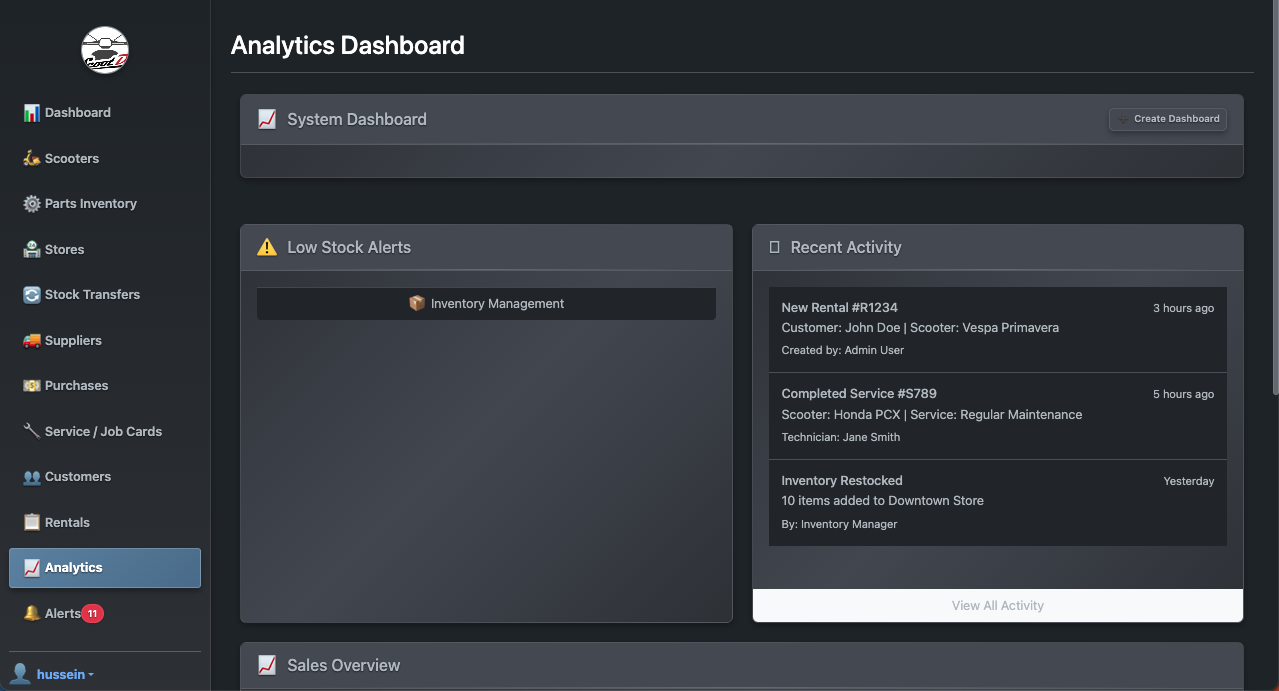 Analytics Dashboard
Dashboard
Scooters
Parts Inventory
Stores
Stock Transfers
Suppliers
Purchases
Service / Job Cards
Customers
Rentals
Analytics
Alerts 11
hussein
System Dashboard
Create Dashboard
Low Stock Alerts
Inventory Management
Recent Activity
New Rental #R1234
3 hours ago
Customer: John Doe | Scooter: Vespa Primavera
Created by: Admin User
Completed Service #S789
5 hours ago
Scooter: Honda PCX | Service: Regular Maintenance
Technician: Jane Smith
Inventory Restocked
Yesterday
10 items added to Downtown Store
By: Inventory Manager
View All Activity
Sales Overview